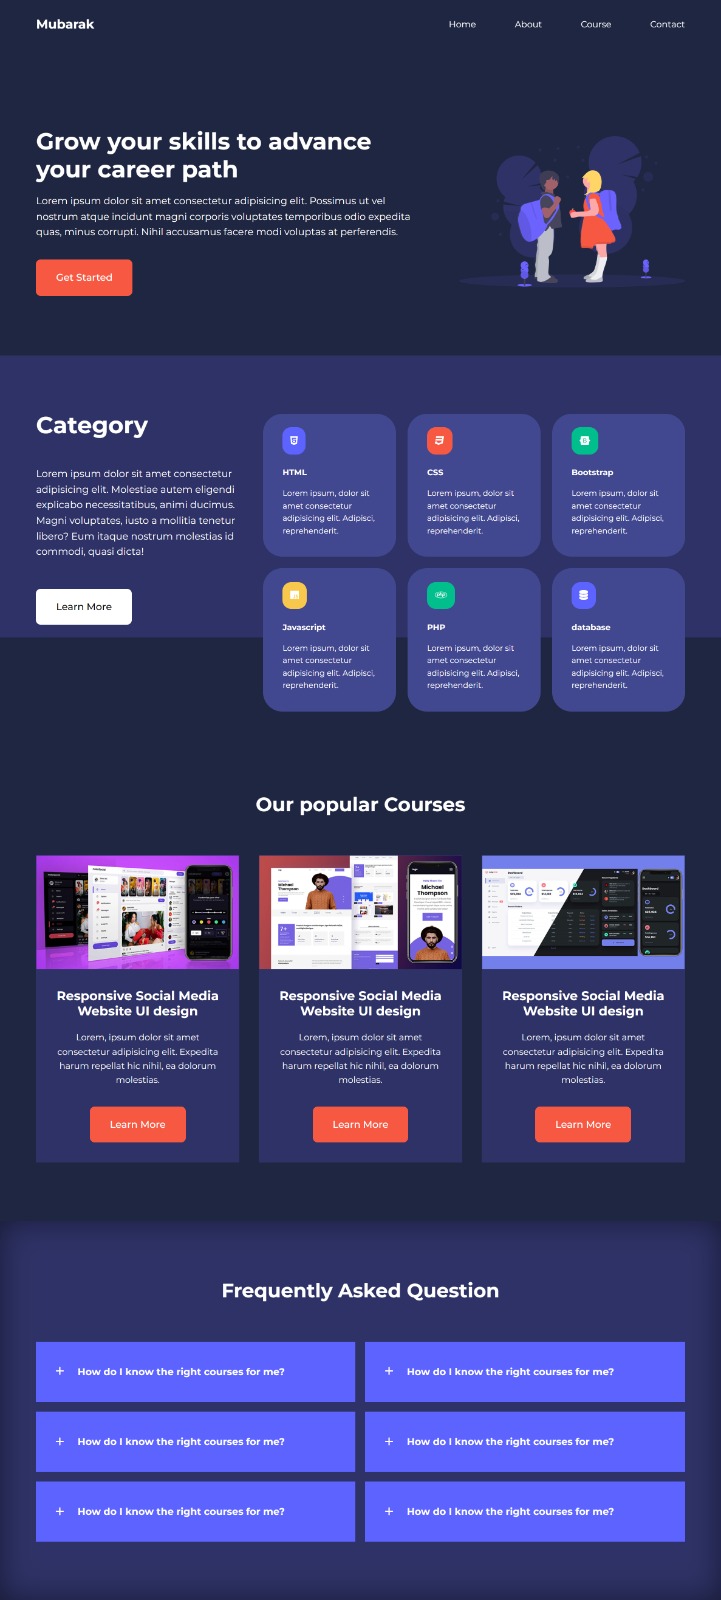 Mubarak
Home
About
Course
Contact
Grow your skills to advance
your career path
Lorem ipsum dolor sit amet consectetur adipisicing elit. Possimus ut vel
nostrum atque incidunt magni corporis voluptates temporibus odio expedita
quas, minus corrupti. Nihil accusamus facere modi voluptas at perferendis.
Get Started
Category
Lorem ipsum dolor sit amet consectetur
adipisicing elit. Molestiae autem eligendi
explicabo necessitatibus, animi ducimus.
Magni voluptates, iusto a mollitia tenetur
libero? Eum itaque nostrum molestias id
commodi, quasi dicta!
Learn More
HTML
Lorem ipsum, dolor sit
amet consectetur
adipisicing elit. Adipisci,
reprehenderit.
CSS
Lorem ipsum, dolor sit
amet consectetur
adipisicing elit. Adipisci,
reprehenderit.
Bootstrap
Lorem ipsum, dolor sit
amet consectetur
adipisicing elit. Adipisci,
reprehenderit.
Javascript
Lorem ipsum, dolor sit
amet consectetur
adipisicing elit. Adipisci,
reprehenderit.
PHP
Lorem ipsum, dolor sit
amet consectetur
adipisicing elit. Adipisci,
reprehenderit.
database
Lorem ipsum, dolor sit
amet consectetur
adipisicing elit. Adipisci,
reprehenderit.
Our popular Courses
Michael
Thompson
Michael
Thompson
7+
Dashboard
Dashboard
Responsive Social Media
Website UI design
Lorem, ipsum dolor sit amet
consectetur adipisicing elit. Expedita
harum repellat hic nihil, ea dolorum
molestias.
Learn More
Responsive Social Media
Website UI design
Lorem, ipsum dolor sit amet
consectetur adipisicing elit. Expedita
harum repellat hic nihil, ea dolorum
molestias.
Learn More
Responsive Social Media
Website UI design
Lorem, ipsum dolor sit amet
consectetur adipisicing elit. Expedita
harum repellat hic nihil, ea dolorum
molestias.
Learn More
Frequently Asked Question
+ How do I know the right courses for me?
+ How do I know the right courses for me?
+ How do I know the right courses for me?
+ How do I know the right courses for me?
+ How do I know the right courses for me?
+ How do I know the right courses for me?